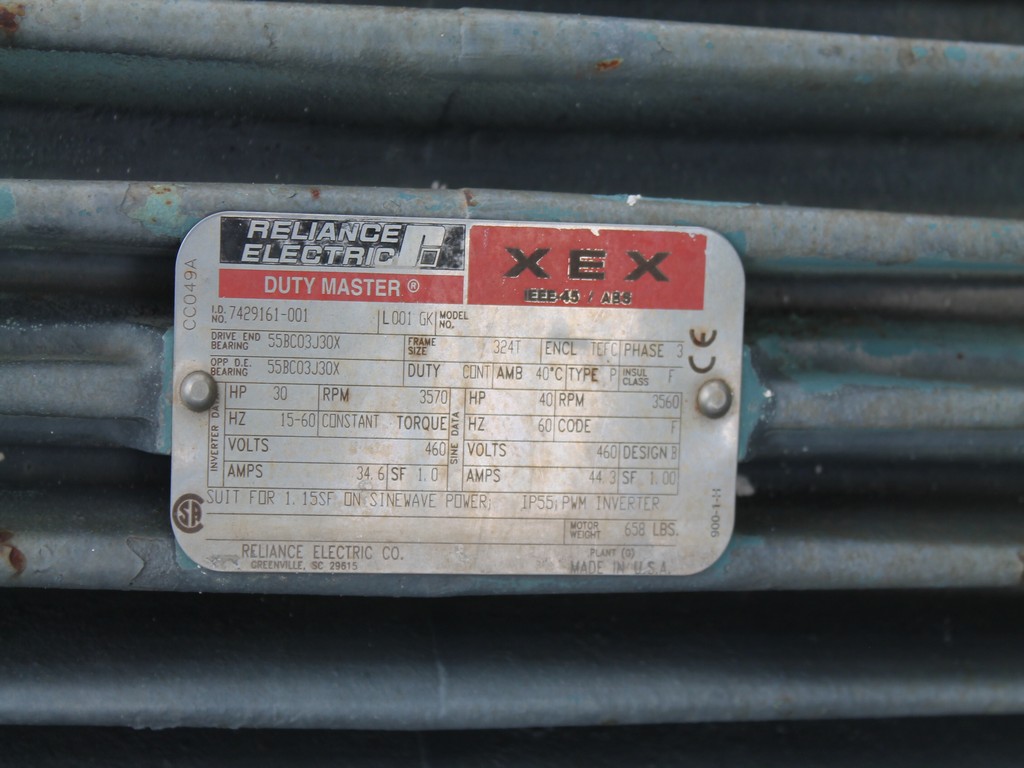 RELIANCE
ELECTRIC
XEX
IEEE-45 / ABS
DUTY MASTER ®
CC049A
I.D. NO. 7429161-001 L001 GK MODEL NO.
DRIVE END BEARING 55BC03J30X FRAME SIZE 324T ENCL TEFC PHASE 3
OPP D.E. BEARING 55BC03J30X DUTY CONT AMB 40°C TYPE P INSUL CLASS F
INVERTER DATA
HP 30 RPM 3570
HZ 15-60 CONSTANT TORQUE
VOLTS 460
AMPS 34.6 SF 1.0
SINE DATA
HP 40 RPM 3560
HZ 60 CODE F
VOLTS 460 DESIGN B
AMPS 44.3 SF 1.00
CE
SUIT FOR 1.15SF ON SINEWAVE POWER; IP55; PWM INVERTER
SA
MOTOR WEIGHT 658 LBS.
900-1-H
RELIANCE ELECTRIC CO.
GREENVILLE, SC 29615
PLANT (G)
MADE IN U.S.A.